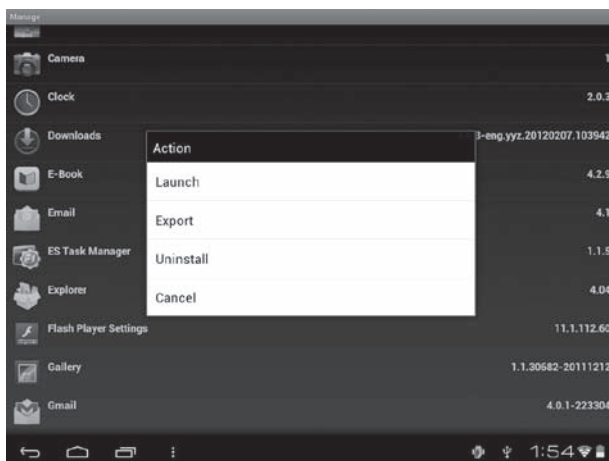 Manage
Camera 1
Clock 2.0.3
Downloads 3-eng.yyz.20120207.103942
Action
E-Book 4.2.9
Launch
Email 4.1
Export
ES Task Manager 1.1.5
Uninstall
Explorer 4.04
Cancel
Flash Player Settings 11.1.112.60
Gallery 1.1.30682-20111212
Gmail 4.0.1-223304
1:54